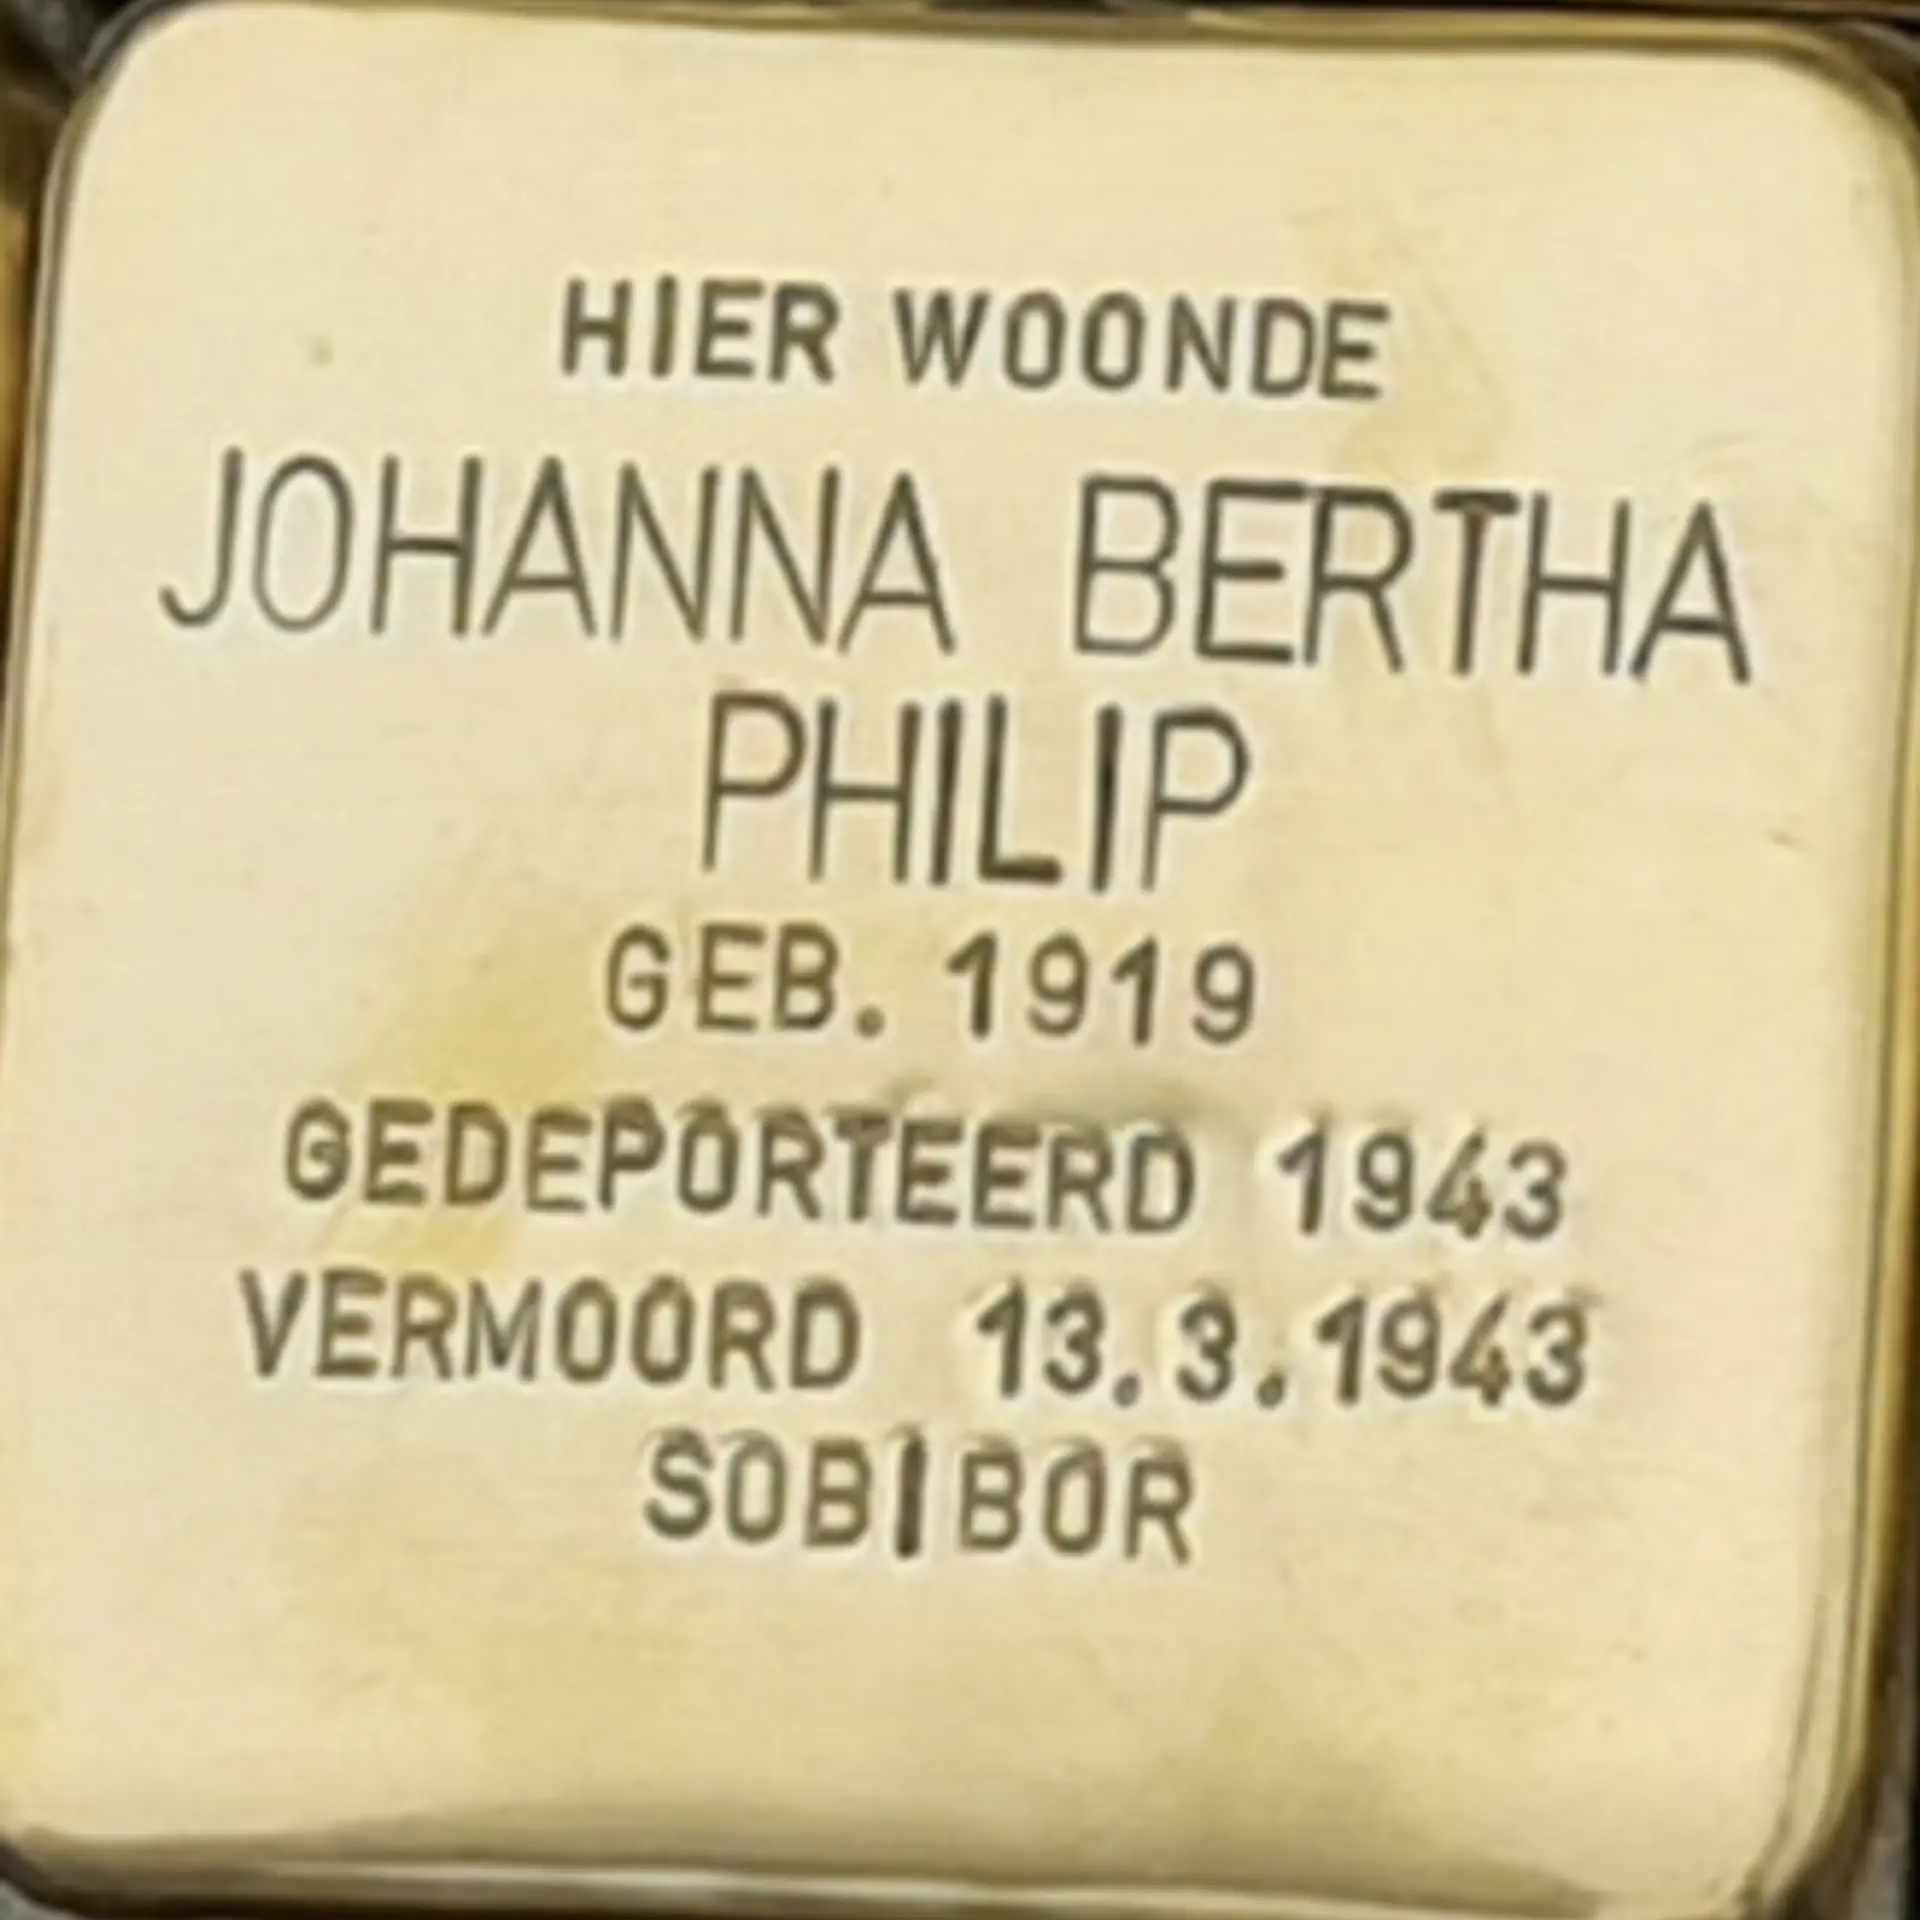 HIER WOONDE
JOHANNA BERTHA
PHILIP
GEB. 1919
GEDEPORTEERD 1943
VERMOORD 13.3.1943
SOBIBOR